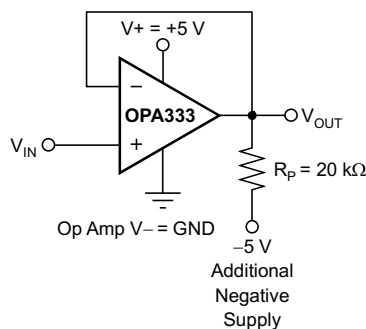 V+ = +5 V
−
OPA333
+
V_IN
V_OUT
R_P = 20 kΩ
Op Amp V− = GND
−5 V
Additional
Negative
Supply